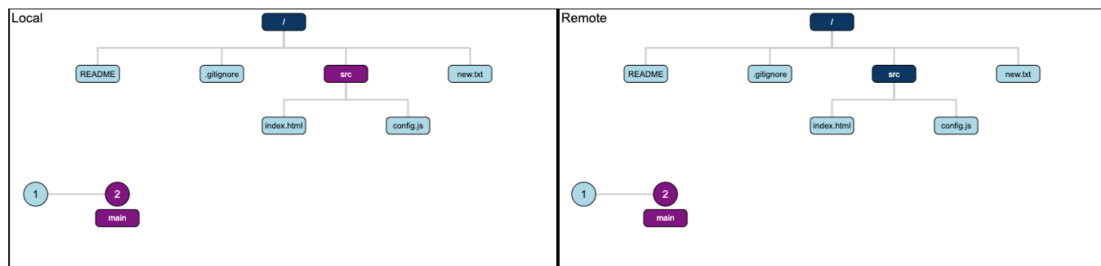 Local
/
README
.gitignore
src
new.txt
index.html
config.js
1
2
main
Remote
/
README
.gitignore
src
new.txt
index.html
config.js
1
2
main